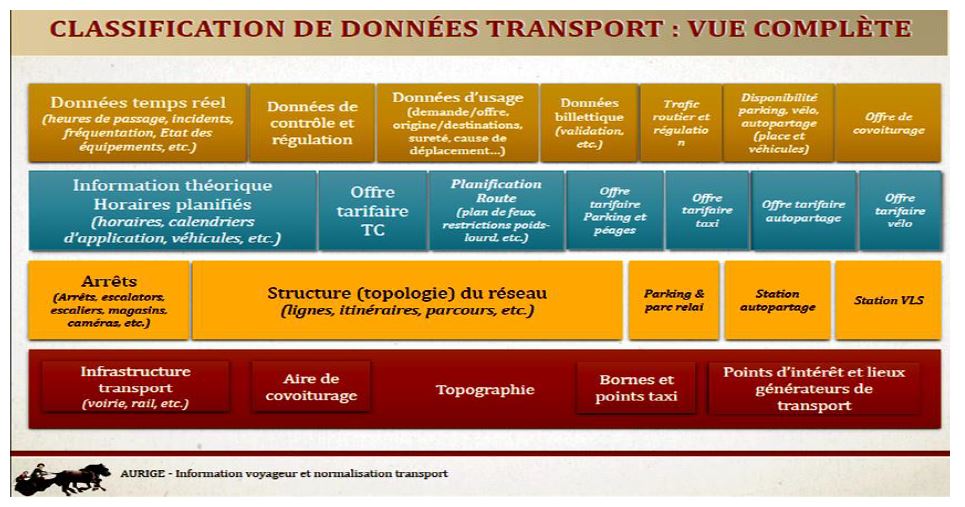 CLASSIFICATION DE DONNÉES TRANSPORT : VUE COMPLÈTE
Données temps réel
(heures de passage, incidents,
fréquentation, Etat des
équipements, etc.)
Données de
contrôle et
régulation
Données d'usage
(demande/offre,
origine/destinations,
sureté, cause de
déplacement...)
Données
billettique
(validation,
etc.)
Trafic
routier et
régulatio
n
Disponibilité
parking, vélo,
autopartage
(place et
véhicules)
Offre de
covoiturage
Information théorique
Horaires planifiés
(horaires, calendriers
d'application, véhicules, etc.)
Offre
tarifaire
TC
Planification
Route
(plan de feux,
restrictions poids-
lourd, etc.)
Offre
tarifaire
Parking et
péages
Offre
tarifaire
taxi
Offre tarifaire
autopartage
Offre
tarifaire
vélo
Arrêts
(Arrêts, escalators,
escaliers, magasins,
caméras, etc.)
Structure (topologie) du réseau
(lignes, itinéraires, parcours, etc.)
Parking &
parc relai
Station
autopartage
Station VLS
Infrastructure
transport
(voirie, rail, etc.)
Aire de
covoiturage
Topographie
Bornes et
points taxi
Points d'intérêt et lieux
générateurs de
transport
AURIGE - Information voyageur et normalisation transport